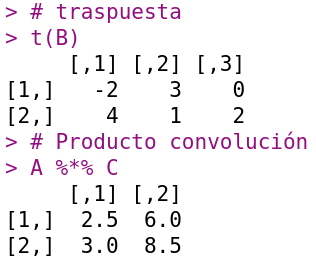 > # traspuesta
> t(B)
     [,1] [,2] [,3]
[1,]   -2    3    0
[2,]    4    1    2
> # Producto convolución
> A %*% C
     [,1] [,2]
[1,]  2.5  6.0
[2,]  3.0  8.5